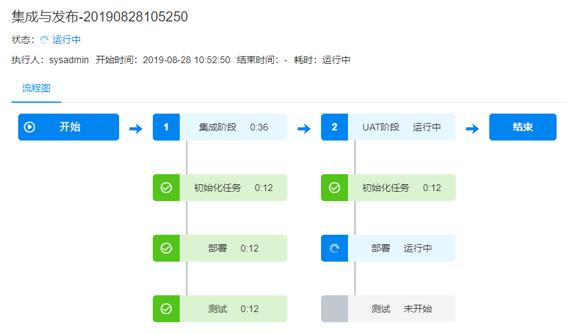 集成与发布-20190828105250
状态： 运行中
执行人：sysadmin 开始时间：2019-08-28 10:52:50 结束时间：- 耗时：运行中
流程图
开始 1 集成阶段 0:36 2 UAT阶段 运行中 结束
初始化任务 0:12 初始化任务 0:12
部署 0:12 部署 运行中
测试 0:12 测试 未开始